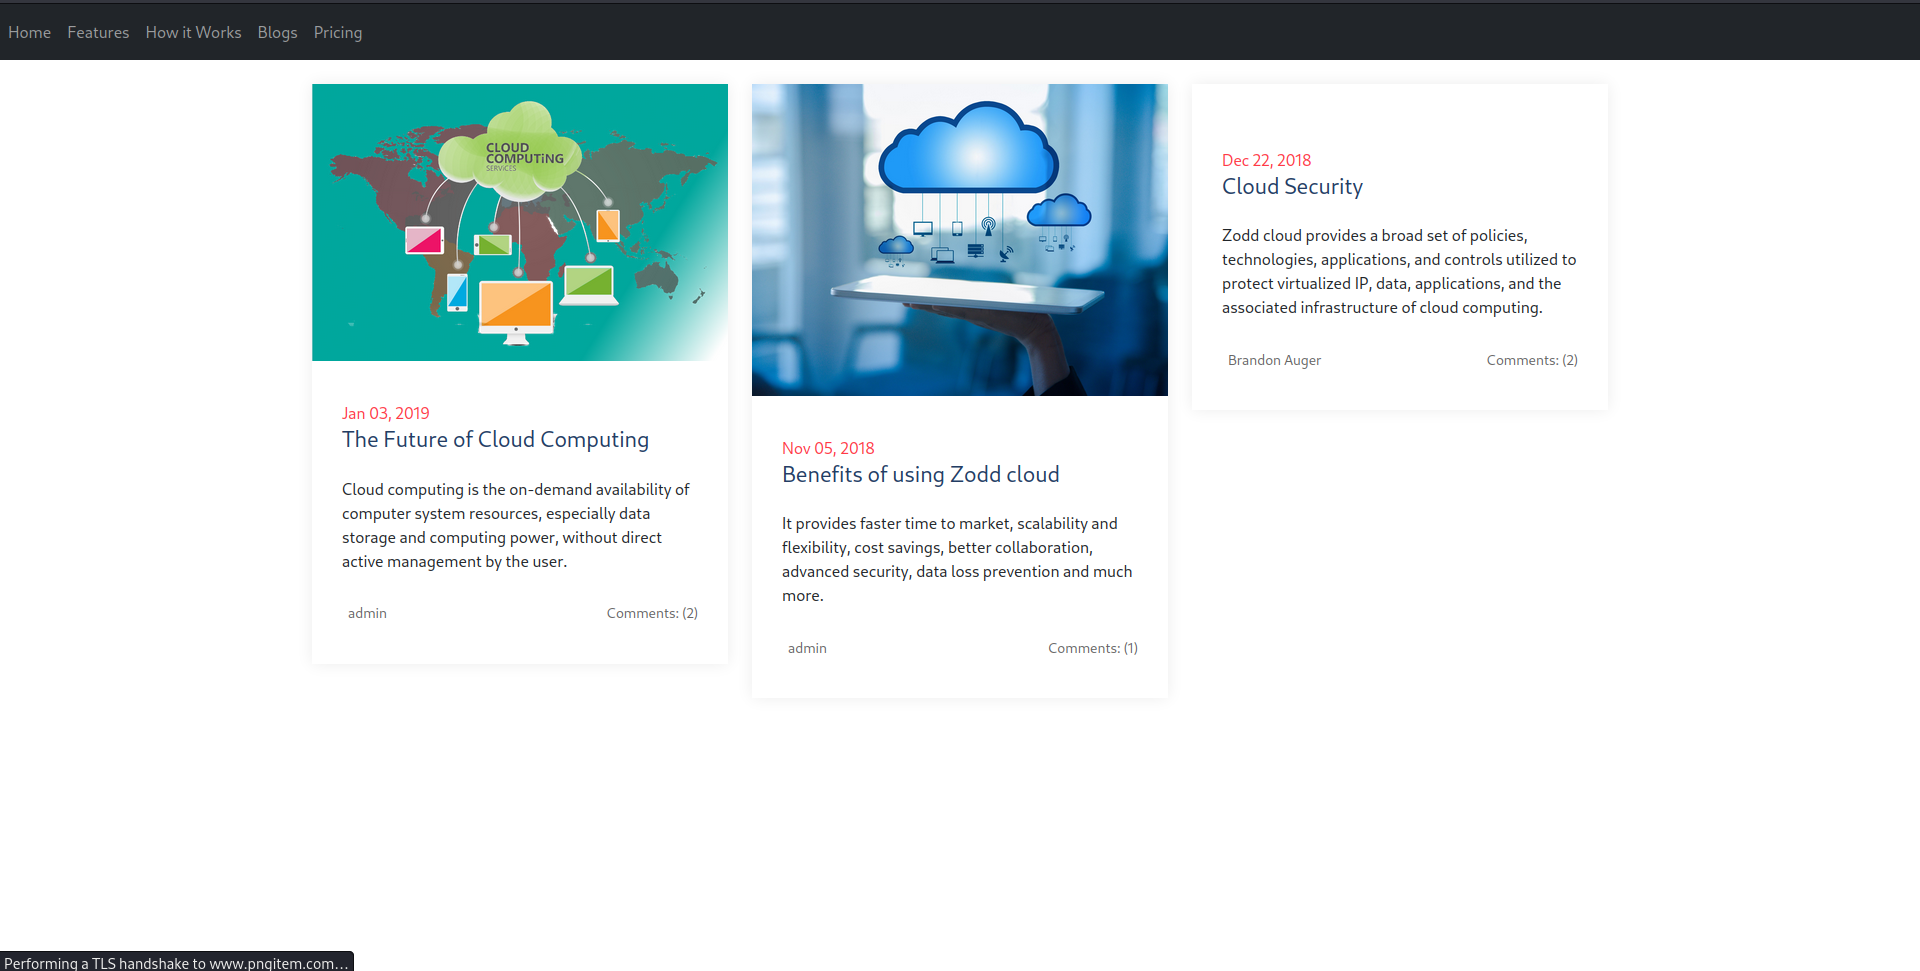 Home Features How it Works Blogs Pricing
CLOUD
COMPUTiNG
SERVICES
Jan 03, 2019
The Future of Cloud Computing
Cloud computing is the on-demand availability of
computer system resources, especially data
storage and computing power, without direct
active management by the user.
admin Comments: (2)
Nov 05, 2018
Benefits of using Zodd cloud
It provides faster time to market, scalability and
flexibility, cost savings, better collaboration,
advanced security, data loss prevention and much
more.
admin Comments: (1)
Dec 22, 2018
Cloud Security
Zodd cloud provides a broad set of policies,
technologies, applications, and controls utilized to
protect virtualized IP, data, applications, and the
associated infrastructure of cloud computing.
Brandon Auger Comments: (2)
Performing a TLS handshake to www.pngitem.com…